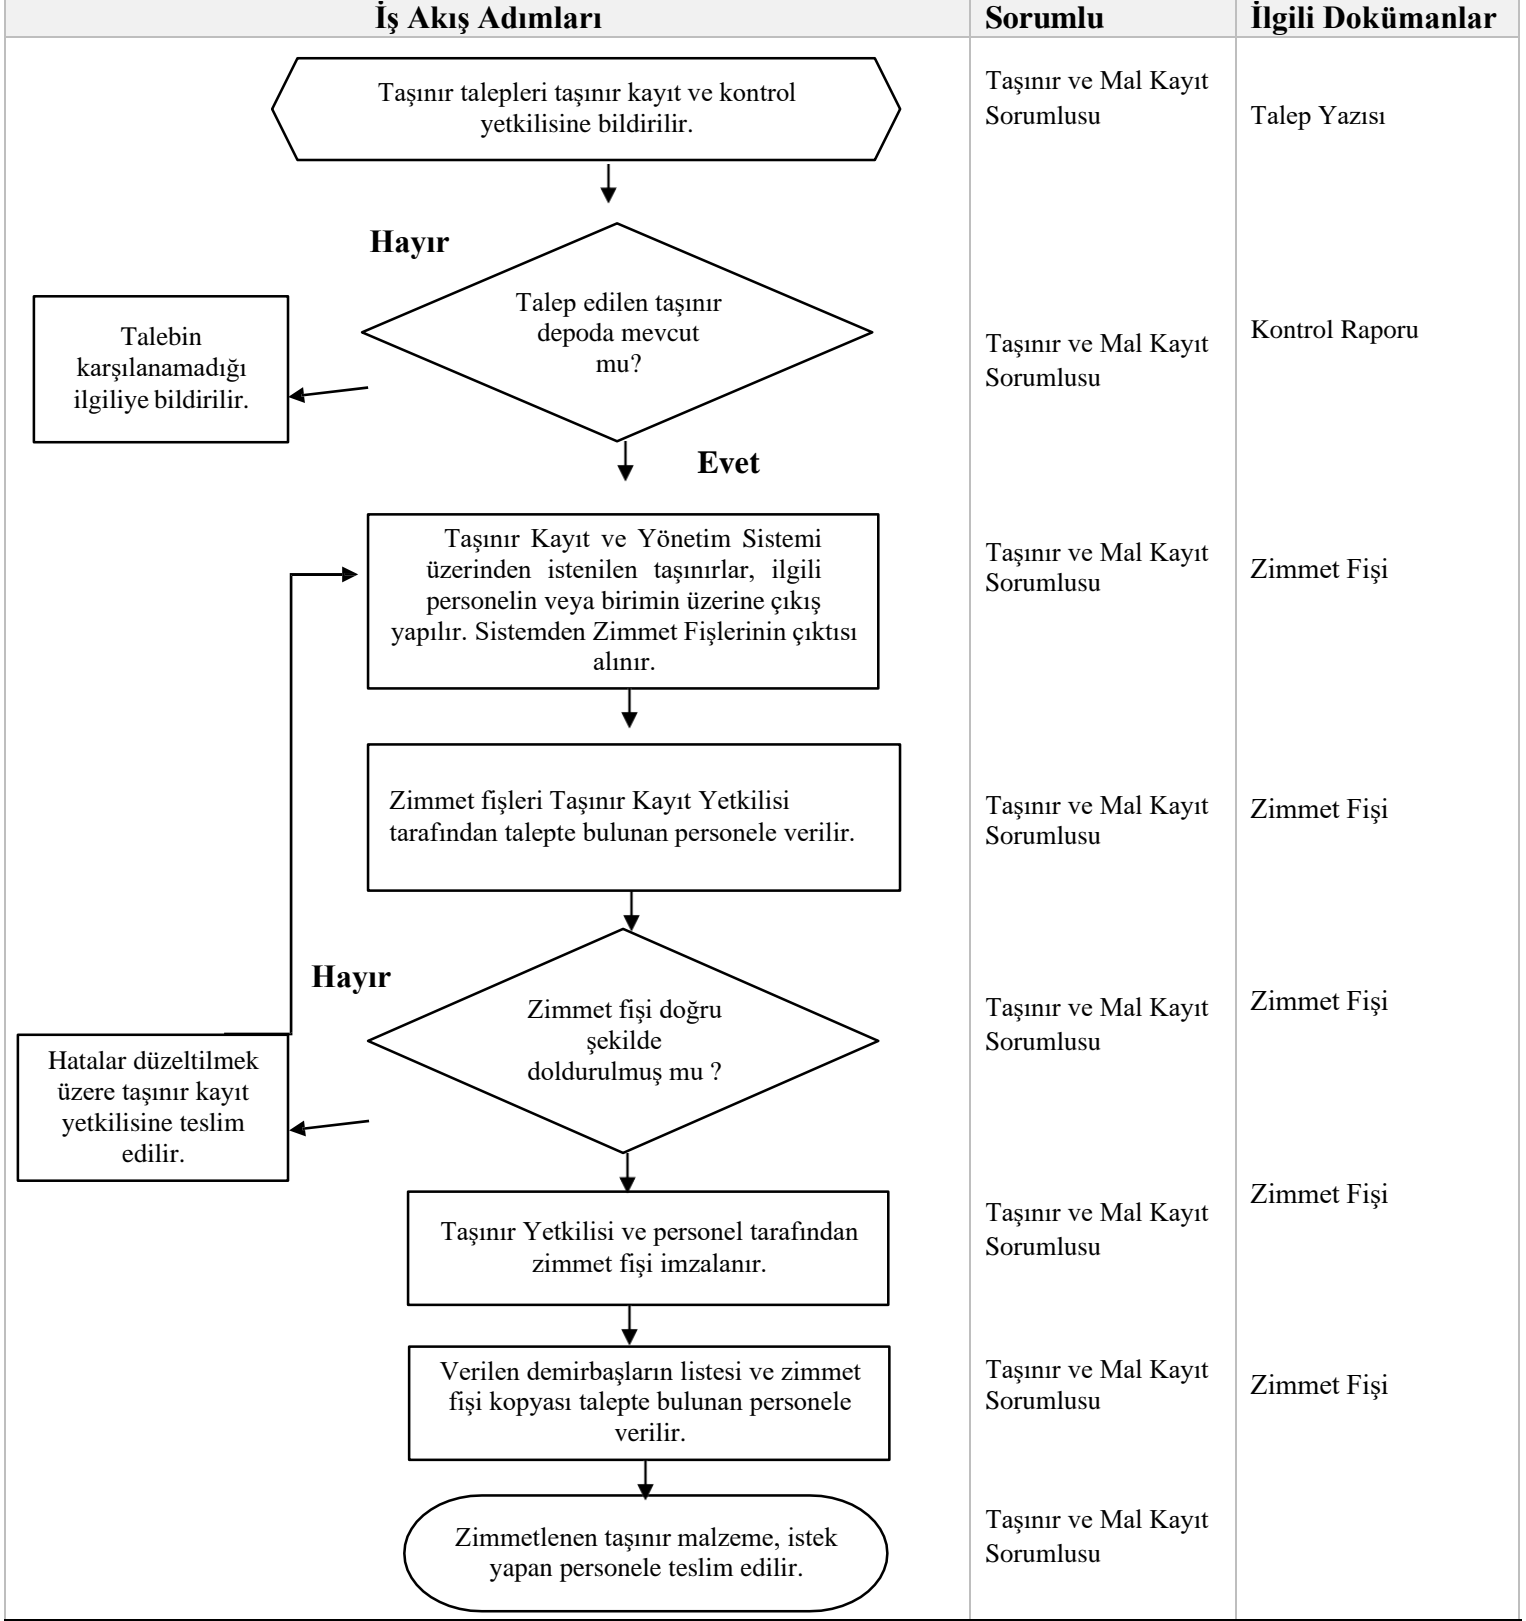 İş Akış Adımları
Sorumlu
İlgili Dokümanlar
Taşınır talepleri taşınır kayıt ve kontrol
yetkilisine bildirilir.
Taşınır ve Mal Kayıt
Sorumlusu
Talep Yazısı
Hayır
Talep edilen taşınır
depoda mevcut
mu?
Talebin
karşılanamadığı
ilgiliye bildirilir.
Taşınır ve Mal Kayıt
Sorumlusu
Kontrol Raporu
Evet
Taşınır Kayıt ve Yönetim Sistemi
üzerinden istenilen taşınırlar, ilgili
personelin veya birimin üzerine çıkış
yapılır. Sistemden Zimmet Fişlerinin çıktısı
alınır.
Taşınır ve Mal Kayıt
Sorumlusu
Zimmet Fişi
Zimmet fişleri Taşınır Kayıt Yetkilisi
tarafından talepte bulunan personele verilir.
Taşınır ve Mal Kayıt
Sorumlusu
Zimmet Fişi
Hayır
Zimmet fişi doğru
şekilde
doldurulmuş mu ?
Hatalar düzeltilmek
üzere taşınır kayıt
yetkilisine teslim
edilir.
Taşınır ve Mal Kayıt
Sorumlusu
Zimmet Fişi
Taşınır Yetkilisi ve personel tarafından
zimmet fişi imzalanır.
Taşınır ve Mal Kayıt
Sorumlusu
Zimmet Fişi
Verilen demirbaşların listesi ve zimmet
fişi kopyası talepte bulunan personele
verilir.
Taşınır ve Mal Kayıt
Sorumlusu
Zimmet Fişi
Zimmetlenen taşınır malzeme, istek
yapan personele teslim edilir.
Taşınır ve Mal Kayıt
Sorumlusu